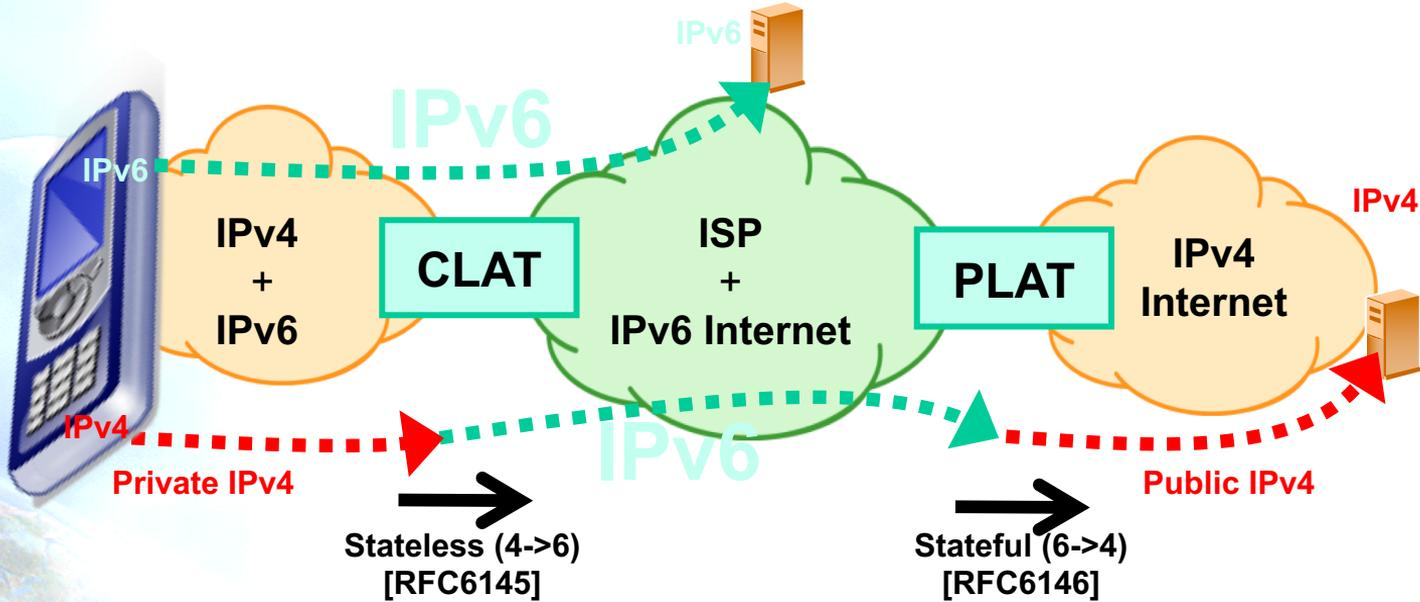 IPv6
IPv6
IPv6
IPv4
IPv4
+
IPv6
CLAT
ISP
+
IPv6 Internet
PLAT
IPv4
Internet
IPv4
Private IPv4
IPv6
Public IPv4
Stateless (4->6)
[RFC6145]
Stateful (6->4)
[RFC6146]